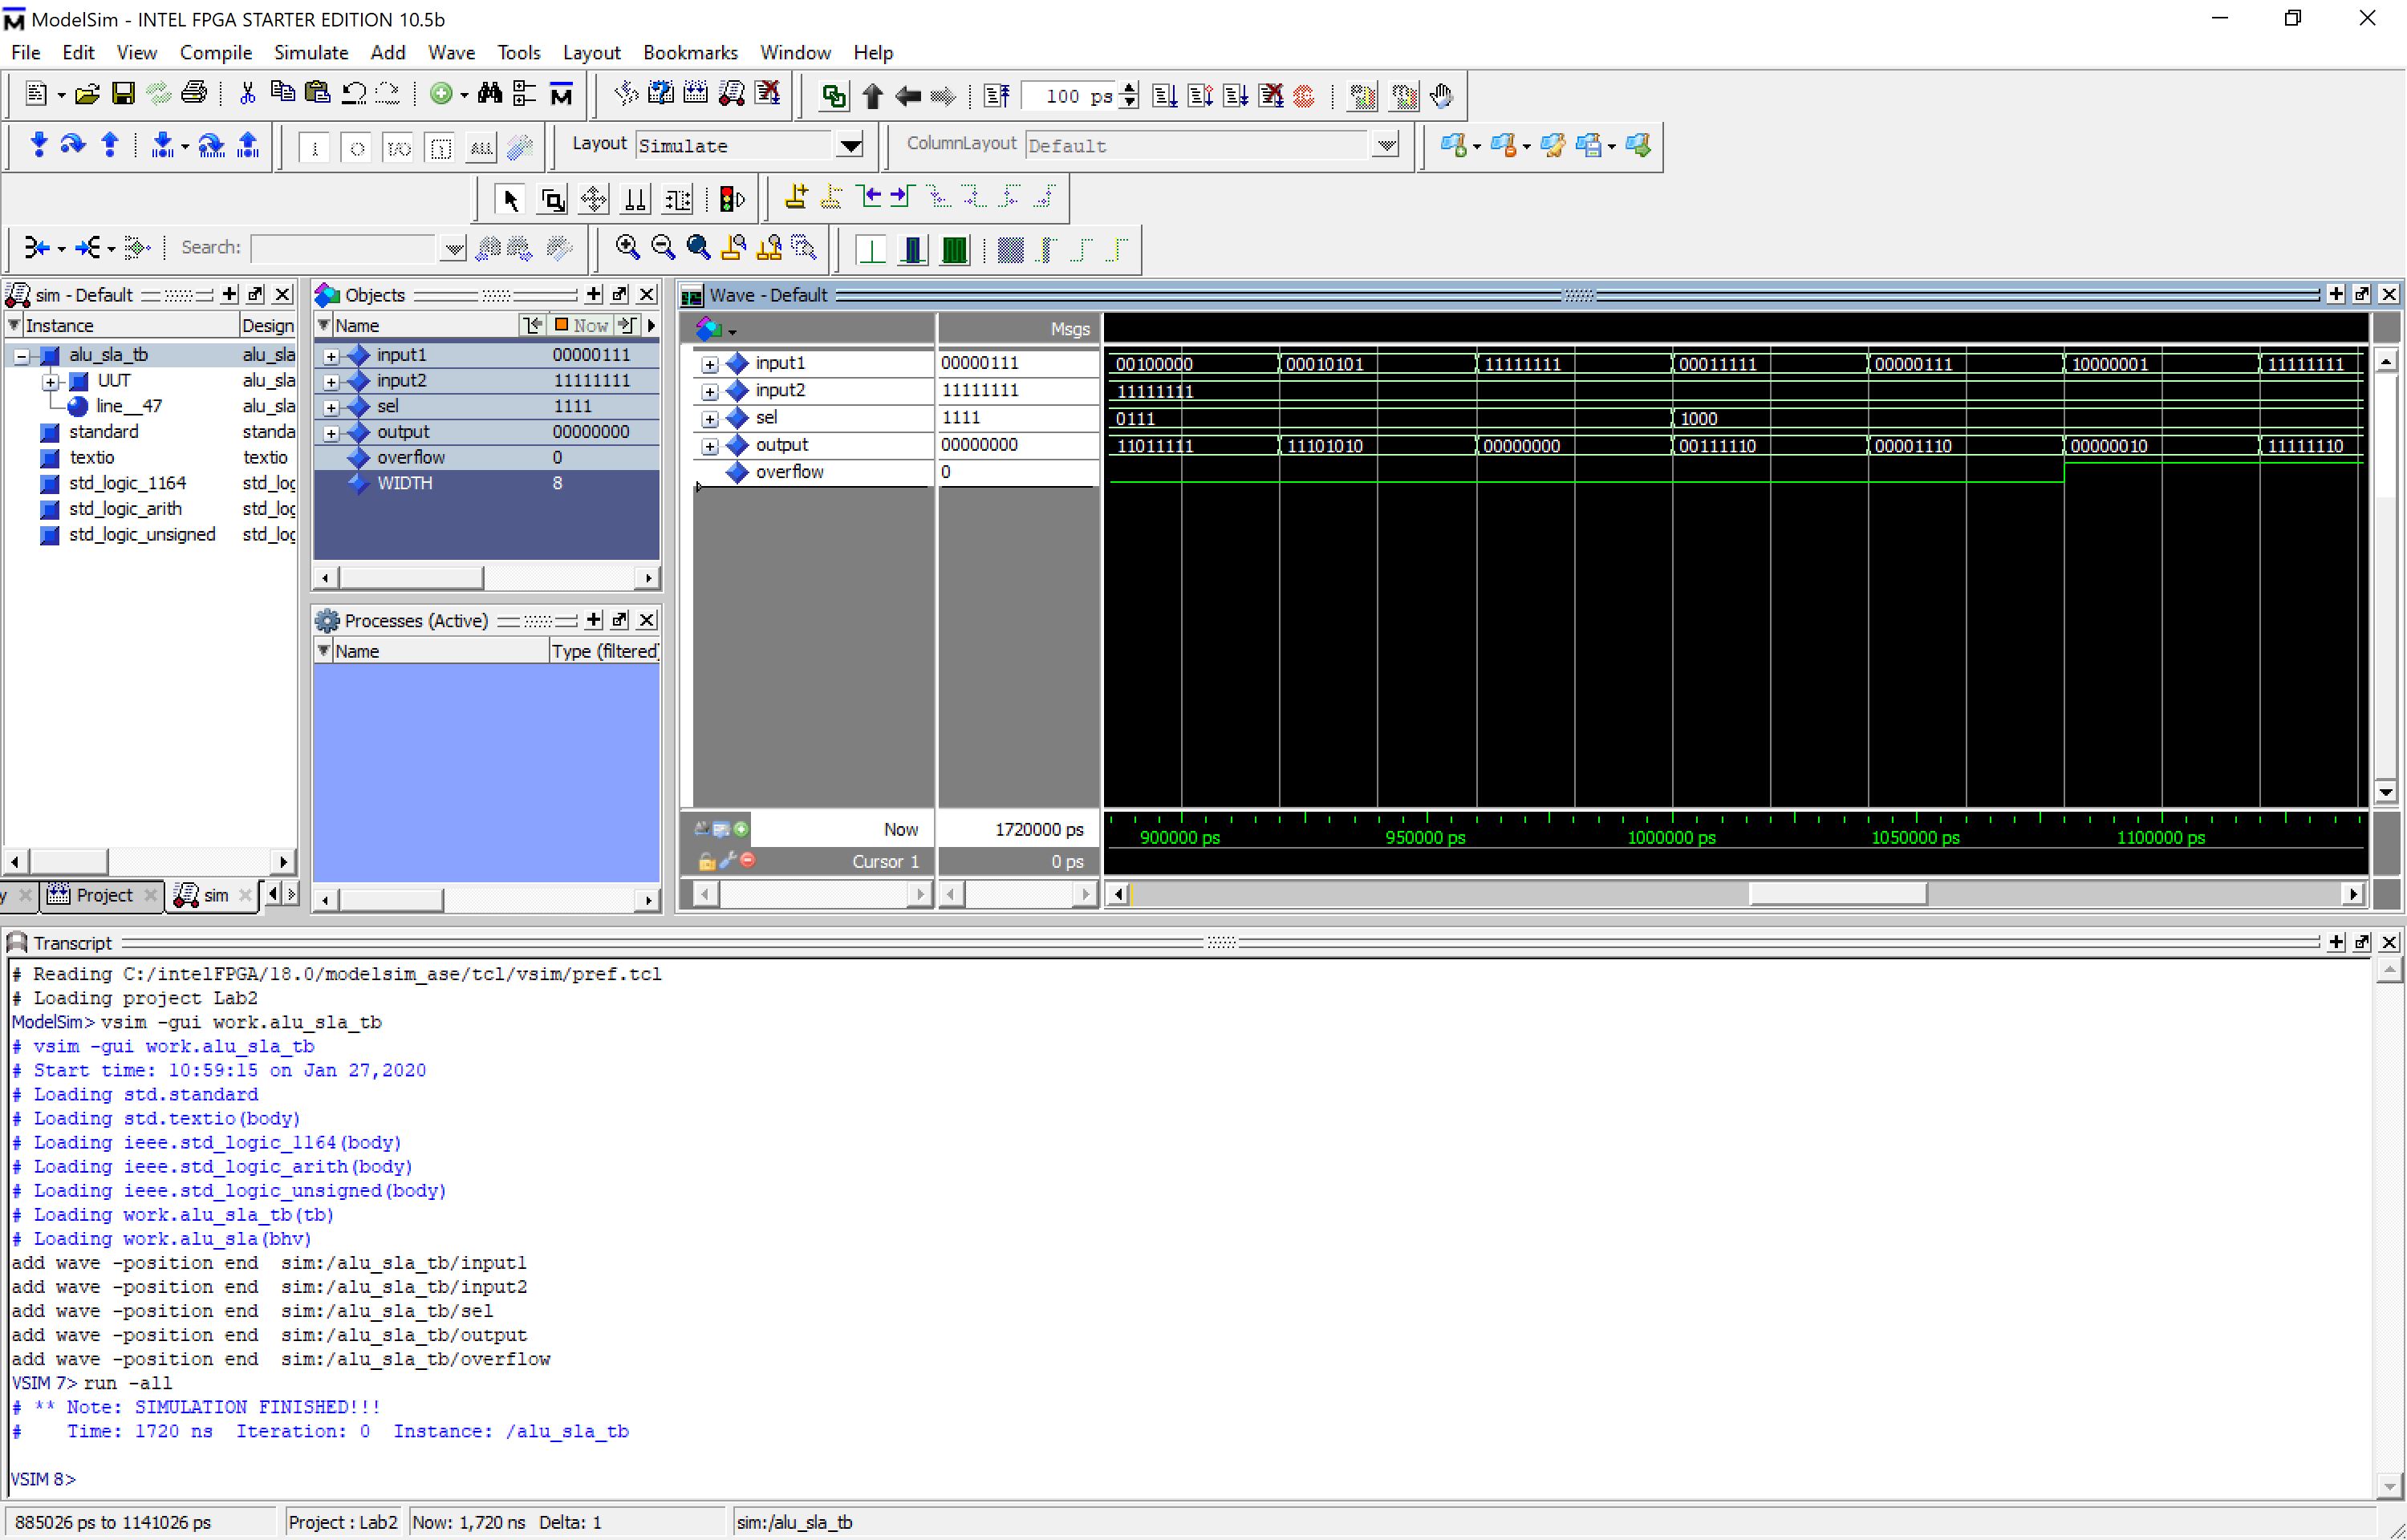 ModelSim - INTEL FPGA STARTER EDITION 10.5b
File Edit View Compile Simulate Add Wave Tools Layout Bookmarks Window Help
100 ps
Layout Simulate ColumnLayout Default
Search:
sim - Default
Instance Design
alu_sla_tb alu_sla
UUT alu_sla
line__47 alu_sla
standard standa
textio textio
std_logic_1164 std_log
std_logic_arith std_log
std_logic_unsigned std_log
y Project sim
Objects
Name Now
input1 00000111
input2 11111111
sel 1111
output 00000000
overflow 0
WIDTH 8
Processes (Active)
Name Type (filtered)
Wave - Default
Msgs
input1 00000111 00100000 00010101 11111111 00011111 00000111 10000001 11111111
input2 11111111 11111111
sel 1111 0111 1000
output 00000000 11011111 11101010 00000000 00111110 00001110 00000010 11111110
overflow 0
Now 1720000 ps 900000 ps 950000 ps 1000000 ps 1050000 ps 1100000 ps
Cursor 1 0 ps
Transcript
# Reading C:/intelFPGA/18.0/modelsim_ase/tcl/vsim/pref.tcl
# Loading project Lab2
ModelSim> vsim -gui work.alu_sla_tb
# vsim -gui work.alu_sla_tb
# Start time: 10:59:15 on Jan 27,2020
# Loading std.standard
# Loading std.textio(body)
# Loading ieee.std_logic_1164(body)
# Loading ieee.std_logic_arith(body)
# Loading ieee.std_logic_unsigned(body)
# Loading work.alu_sla_tb(tb)
# Loading work.alu_sla(bhv)
add wave -position end  sim:/alu_sla_tb/input1
add wave -position end  sim:/alu_sla_tb/input2
add wave -position end  sim:/alu_sla_tb/sel
add wave -position end  sim:/alu_sla_tb/output
add wave -position end  sim:/alu_sla_tb/overflow
VSIM 7> run -all
# ** Note: SIMULATION FINISHED!!!
#    Time: 1720 ns  Iteration: 0  Instance: /alu_sla_tb
VSIM 8>
885026 ps to 1141026 ps Project : Lab2 Now: 1,720 ns Delta: 1 sim:/alu_sla_tb